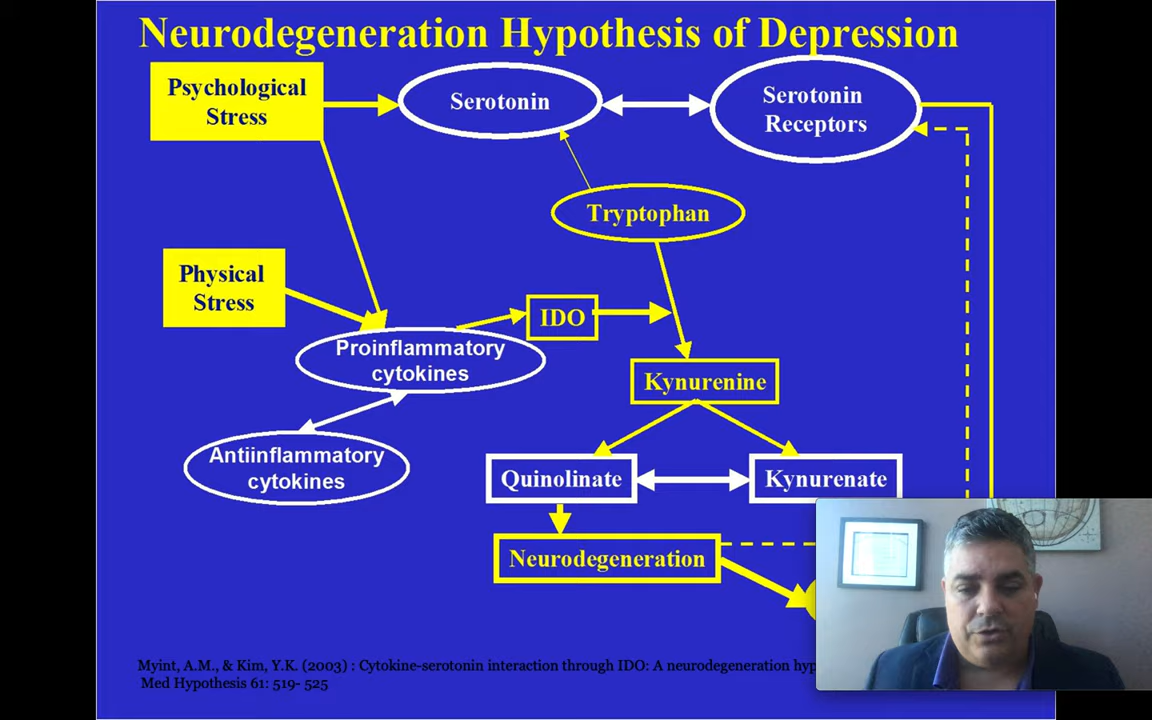 Neurodegeneration Hypothesis of Depression
Psychological
Stress
Serotonin
Serotonin
Receptors
Tryptophan
Physical
Stress
IDO
Proinflammatory
cytokines
Kynurenine
Antiinflammatory
cytokines
Quinolinate
Kynurenate
Neurodegeneration
Myint, A.M., & Kim, Y.K. (2003) : Cytokine-serotonin interaction through IDO: A neurodegeneration
Med Hypothesis 61: 519- 525